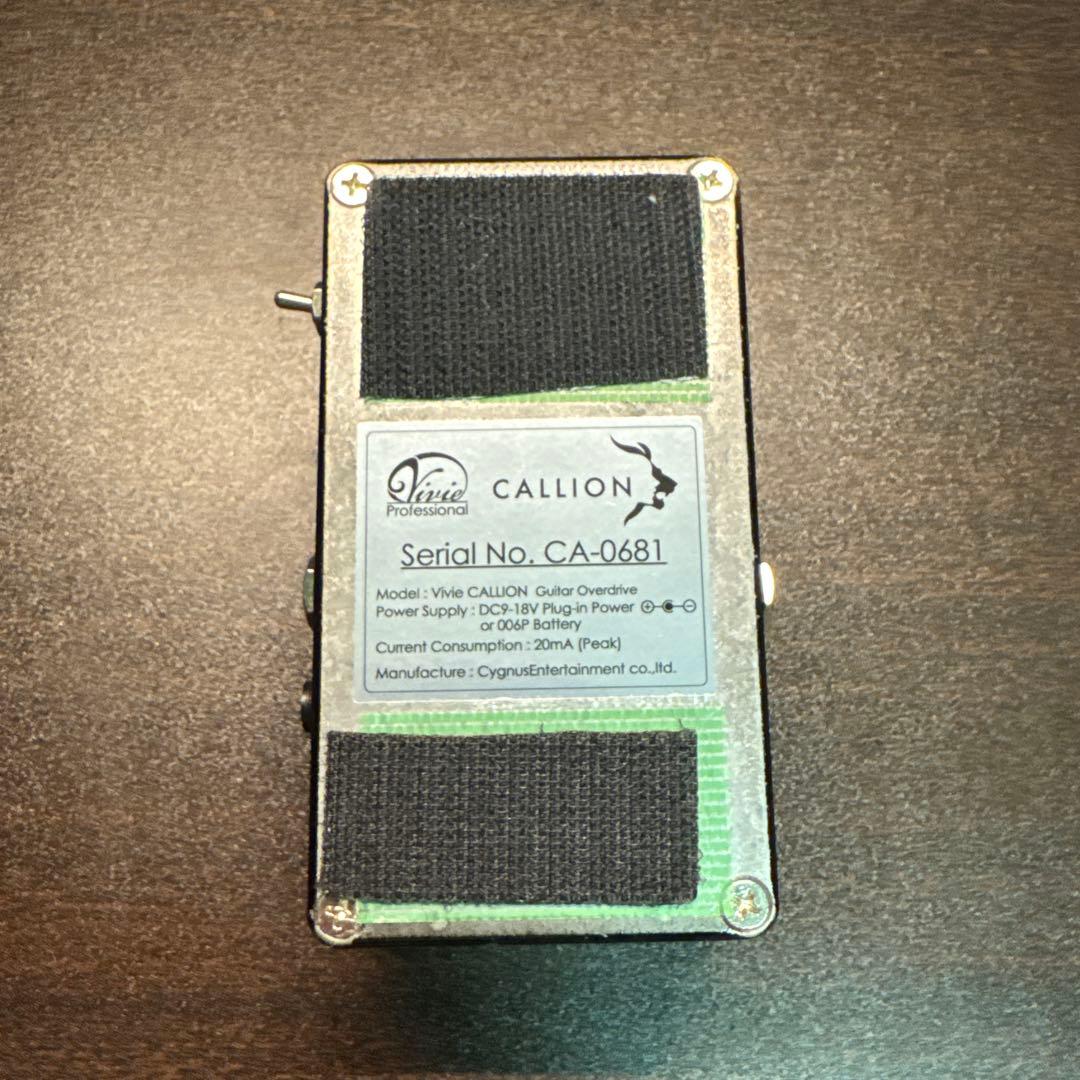 Vivie
Professional
CALLION
Serial No. CA-0681
Model : Vivie CALLION Guitar Overdrive
Power Supply : DC9-18V Plug-in Power
or 006P Battery
Current Consumption : 20mA (Peak)
Manufacture : CygnusEntertainment co.,ltd.